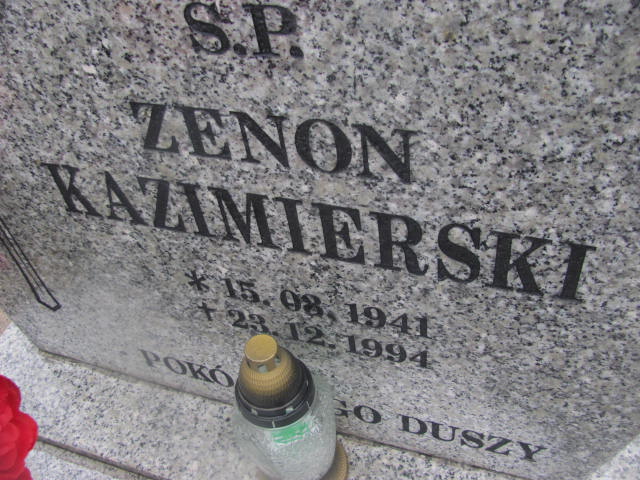 S.P.
ZENON
KAZIMIERSKI
* 15.08.1941
+ 23.12.1994
POKÓ GO DUSZY